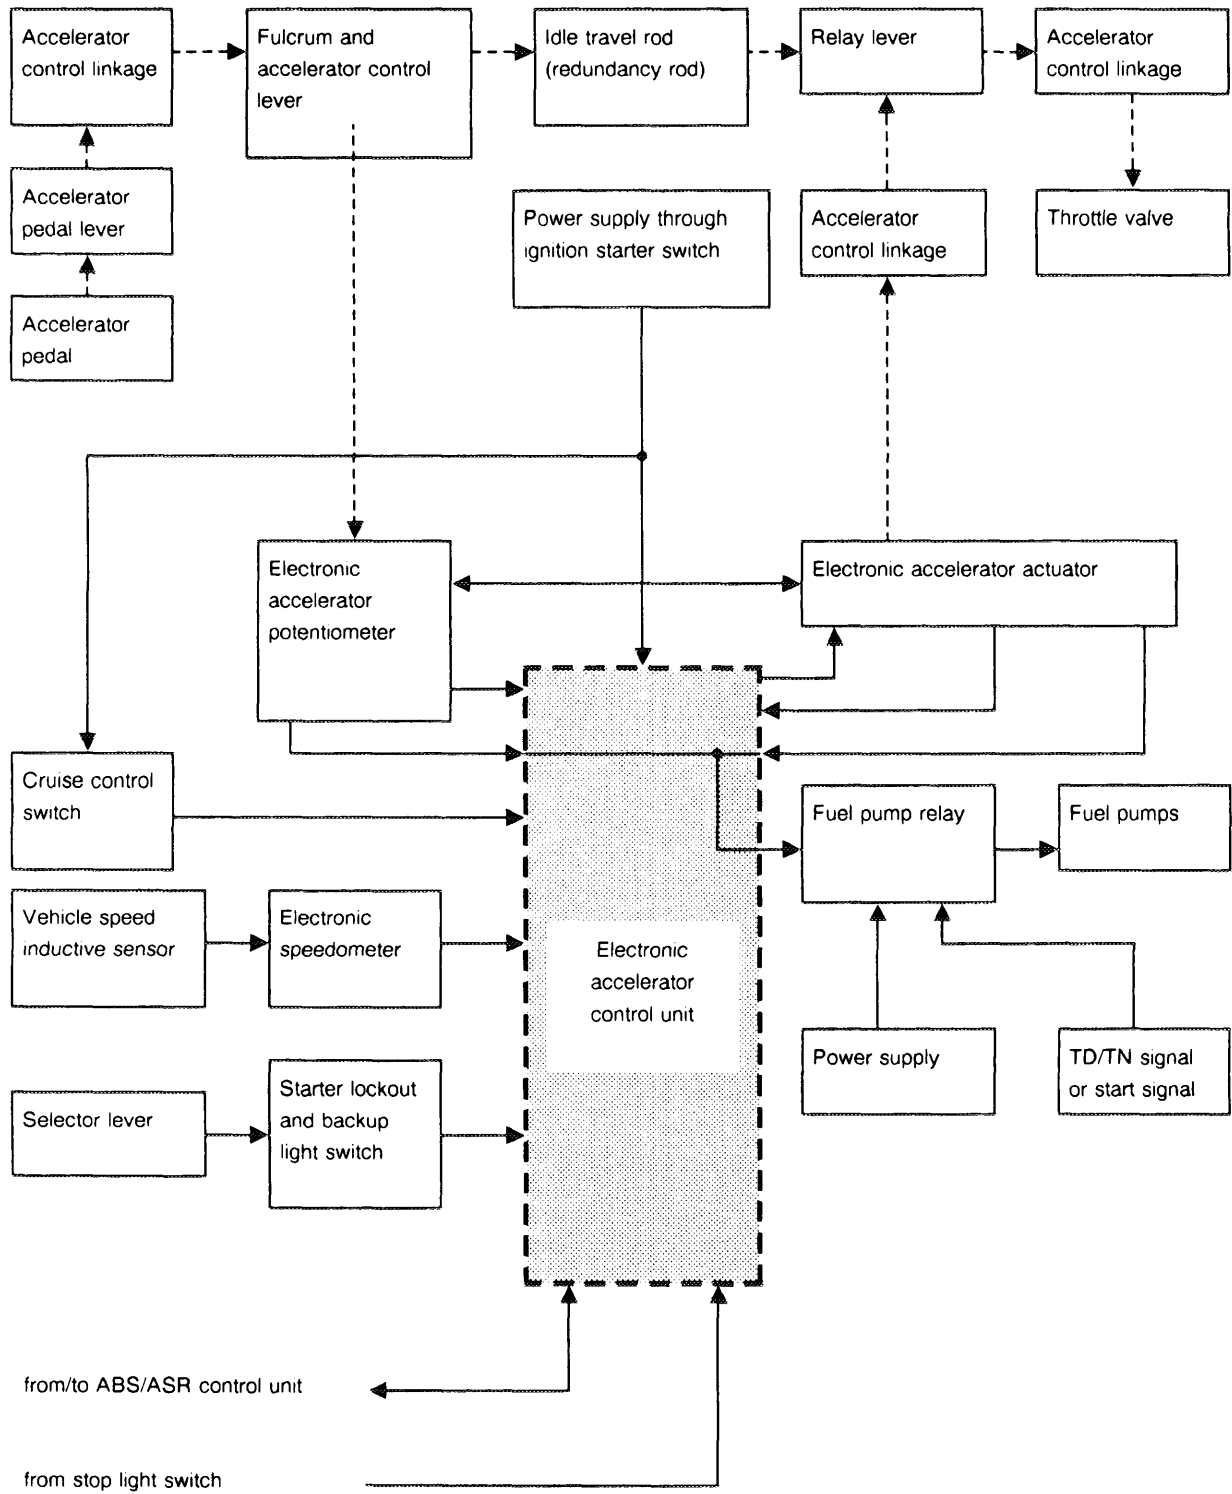 Accelerator
control linkage
Fulcrum and
accelerator control
lever
Idle travel rod
(redundancy rod)
Relay lever
Accelerator
control linkage
Accelerator
pedal lever
Power supply through
ignition starter switch
Accelerator
control linkage
Throttle valve
Accelerator
pedal
Electronic
accelerator
potentiometer
Electronic accelerator actuator
Cruise control
switch
Fuel pump relay
Fuel pumps
Vehicle speed
inductive sensor
Electronic
speedometer
Electronic
accelerator
control unit
Power supply
TD/TN signal
or start signal
Selector lever
Starter lockout
and backup
light switch
from/to ABS/ASR control unit
from stop light switch